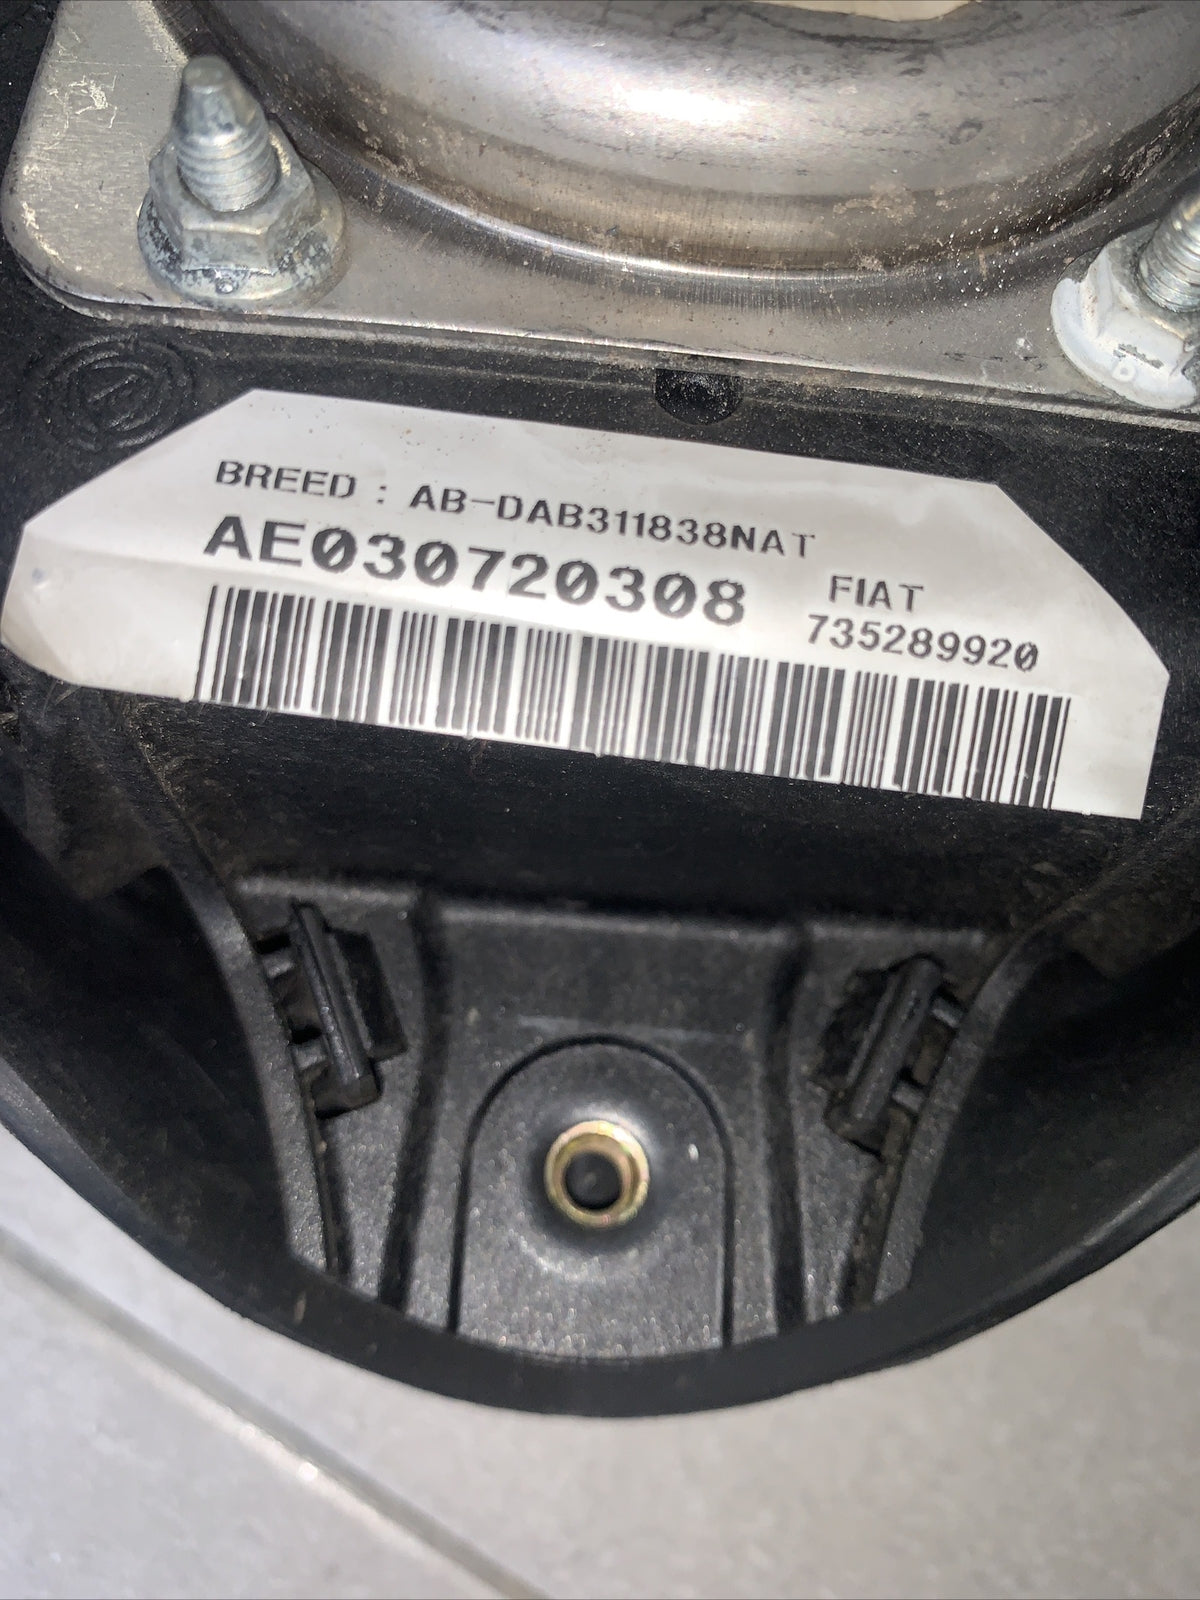 BREED : AB-DAB311838NAT
AE030720308
FIAT
735289920